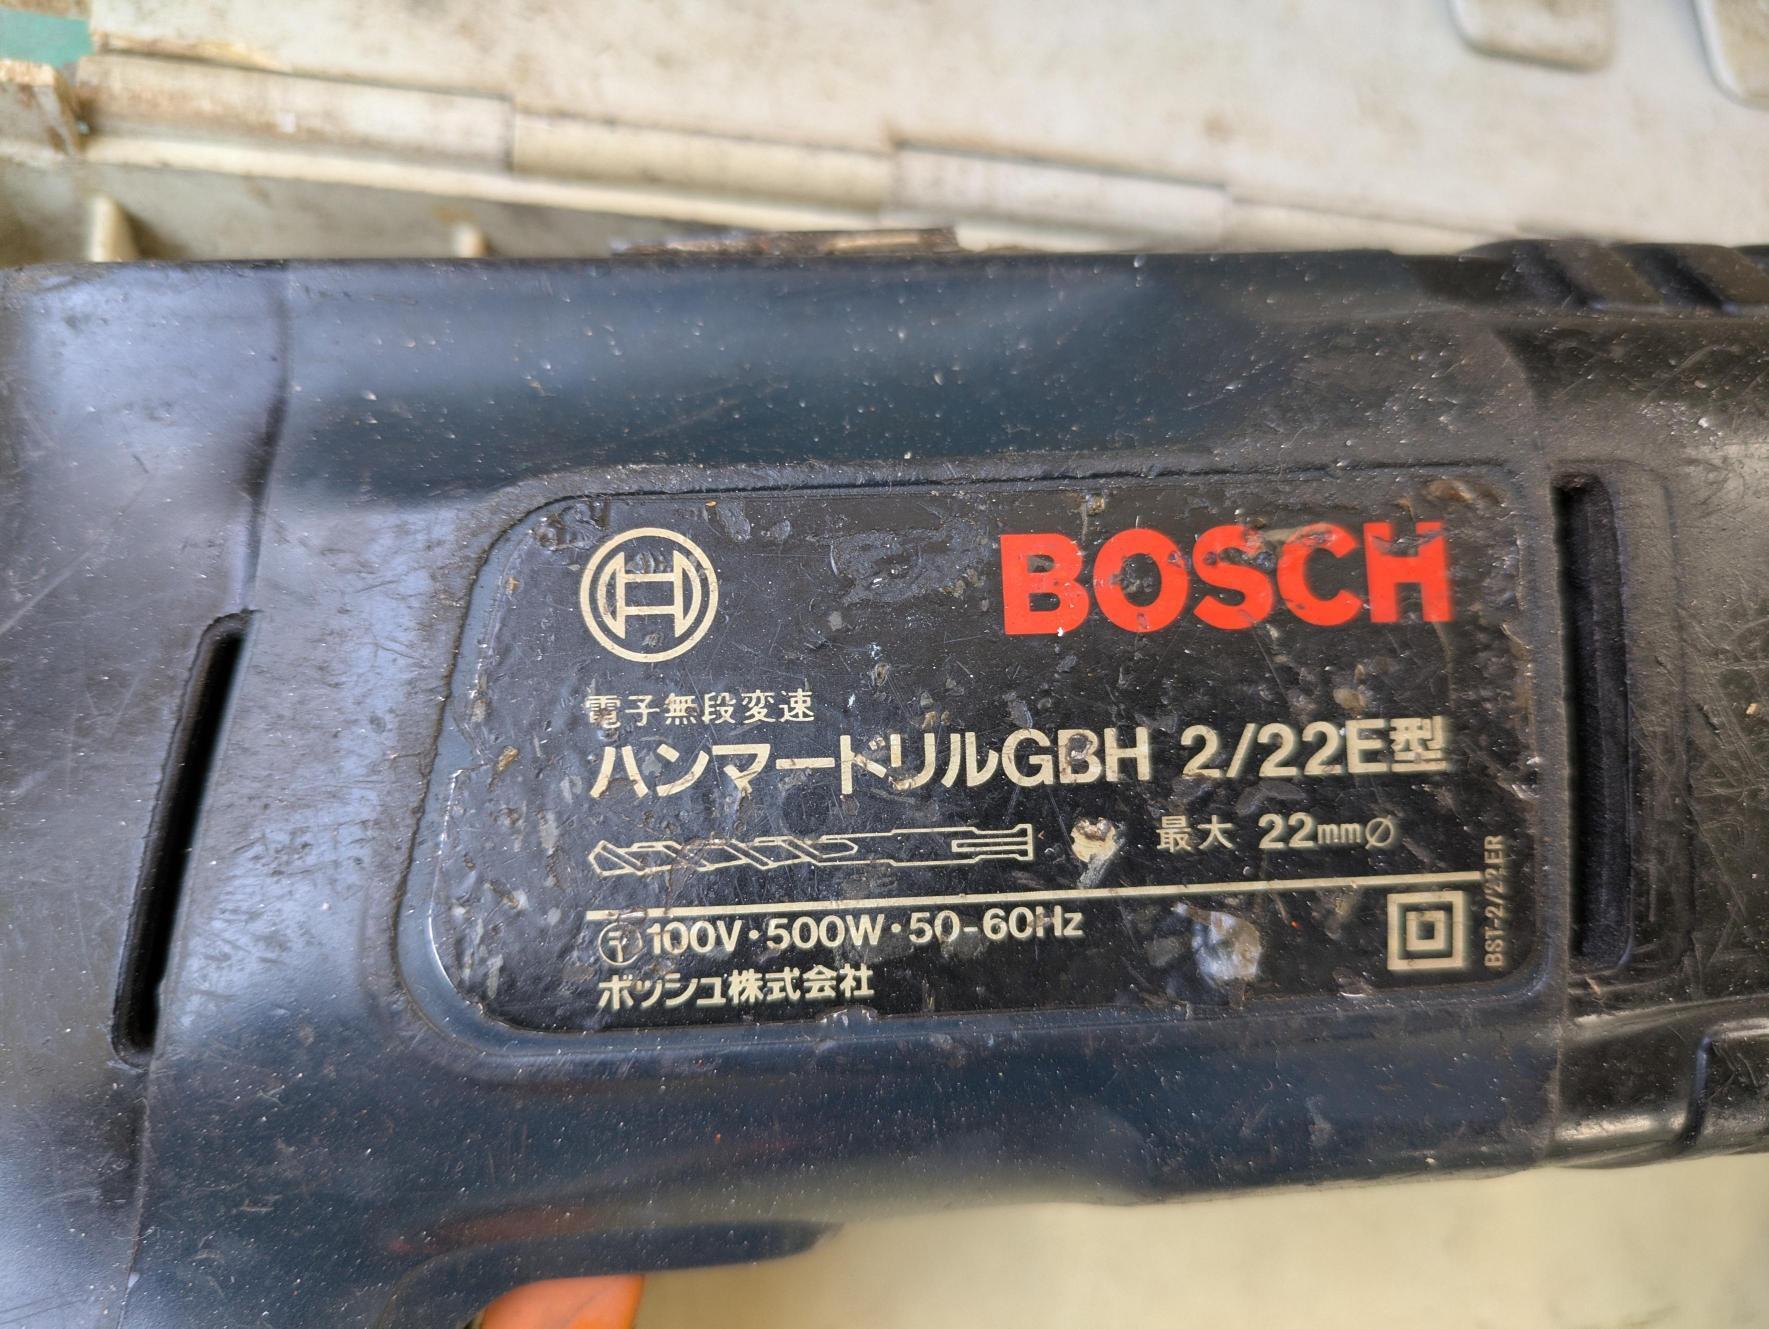 BOSCH
電子無段変速
ハンマードリルGBH 2/22E型
最大 22mmØ
〒100V・500W・50-60Hz
ボッシュ株式会社
BST-2/22ER